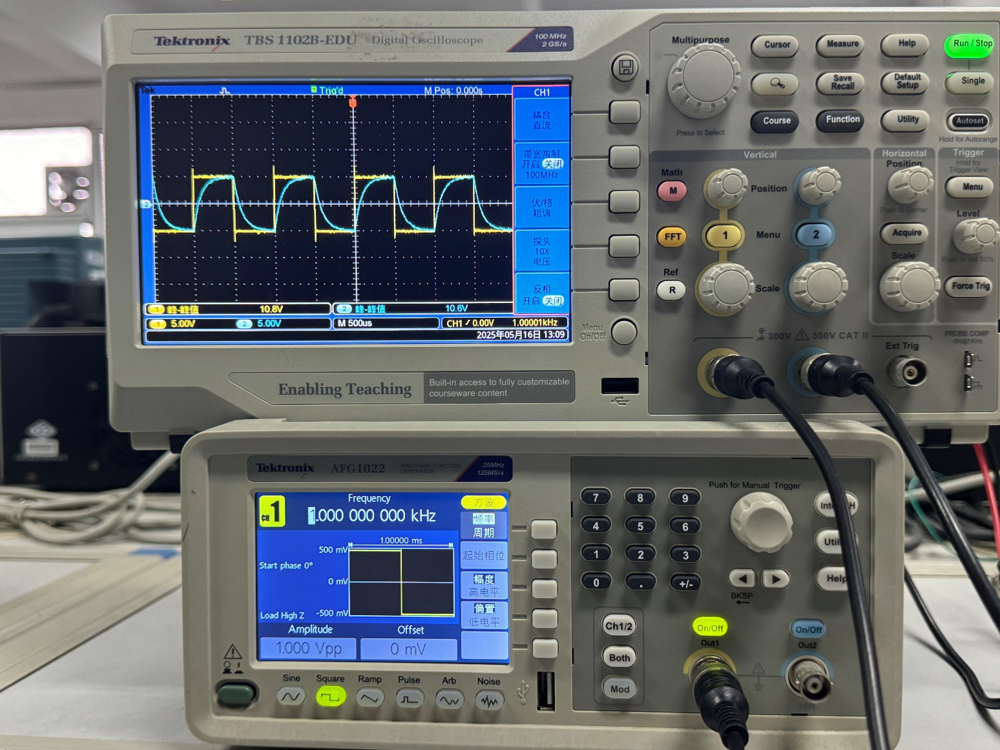 Tektronix TBS 1102B-EDU Digital Oscilloscope 100 MHz 2 GS/s
Tek Trig'd M Pos: 0.000s CH1
耦合
直流
带宽限制
开启 关闭
100MHz
伏/格
粗调
探头
10X
电压
反相
开启 关闭
2
1 峰-峰值 10.8V 2 峰-峰值 10.6V
1 5.00V 2 5.00V M 500us CH1 0.00V 1.00001kHz
2025年05月16日 13:09
Menu
On/Off
Enabling Teaching
Built-in access to fully customizable
courseware content
Multipurpose
Press to Select
Cursor Measure Help Run / Stop
Save Recall Default Setup Single
Course Function Utility Autoset
Hold for Autorange
Vertical Horizontal Trigger
Math Position Position Hold for
Trigger View
M Menu
Push to Center Level
FFT 1 Menu 2 Acquire
Ref Scale Push to Set 50%
R Scale Force Trig
300V 300V CAT II PROBE COMP
~5V@1KHz
Ext Trig
Tektronix AFG1022 ARBITRARY FUNCTION GENERATOR 25MHz 125MS/s
CH 1
Frequency
1.000 000 000 kHz
方波
频率
周期
1.00000 ms
500 mV
起始相位
Start phase 0°
0 mV
幅度
高电平
Load High Z -500 mV
偏置
低电平
Amplitude Offset
1.000 Vpp 0 mV
Sine Square Ramp Pulse Arb Noise
Push for Manual Trigger
7 8 9
4 5 6
1 2 3
0 . +/-
BKSP
Help
Ch1/2
Both
Mod
On/Off On/Off
Out1 Out2